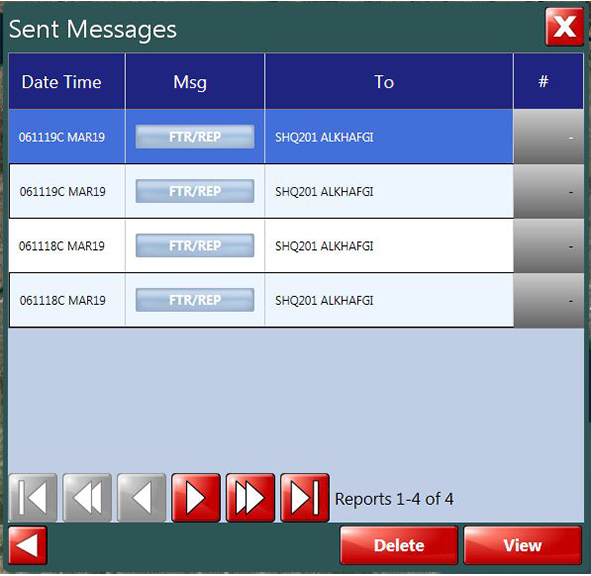 Sent Messages X
Date Time Msg To #
061119C MAR19 FTR/REP SHQ201 ALKHAFGI -
061119C MAR19 FTR/REP SHQ201 ALKHAFGI -
061118C MAR19 FTR/REP SHQ201 ALKHAFGI -
061118C MAR19 FTR/REP SHQ201 ALKHAFGI -
Reports 1-4 of 4
Delete View